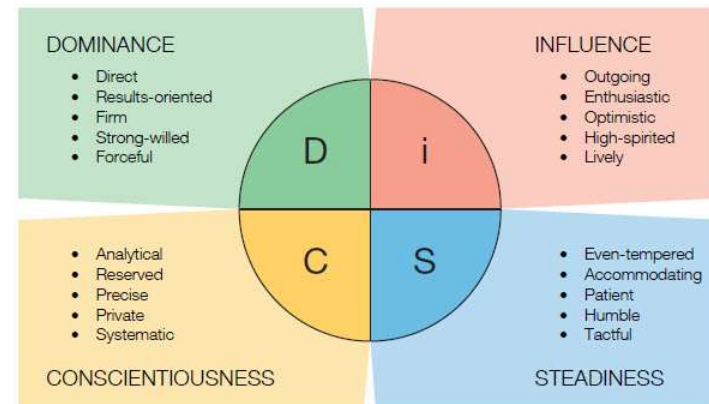 DOMINANCE
• Direct
• Results-oriented
• Firm
• Strong-willed
• Forceful
INFLUENCE
• Outgoing
• Enthusiastic
• Optimistic
• High-spirited
• Lively
D
i
C
S
• Analytical
• Reserved
• Precise
• Private
• Systematic
CONSCIENTIOUSNESS
• Even-tempered
• Accommodating
• Patient
• Humble
• Tactful
STEADINESS